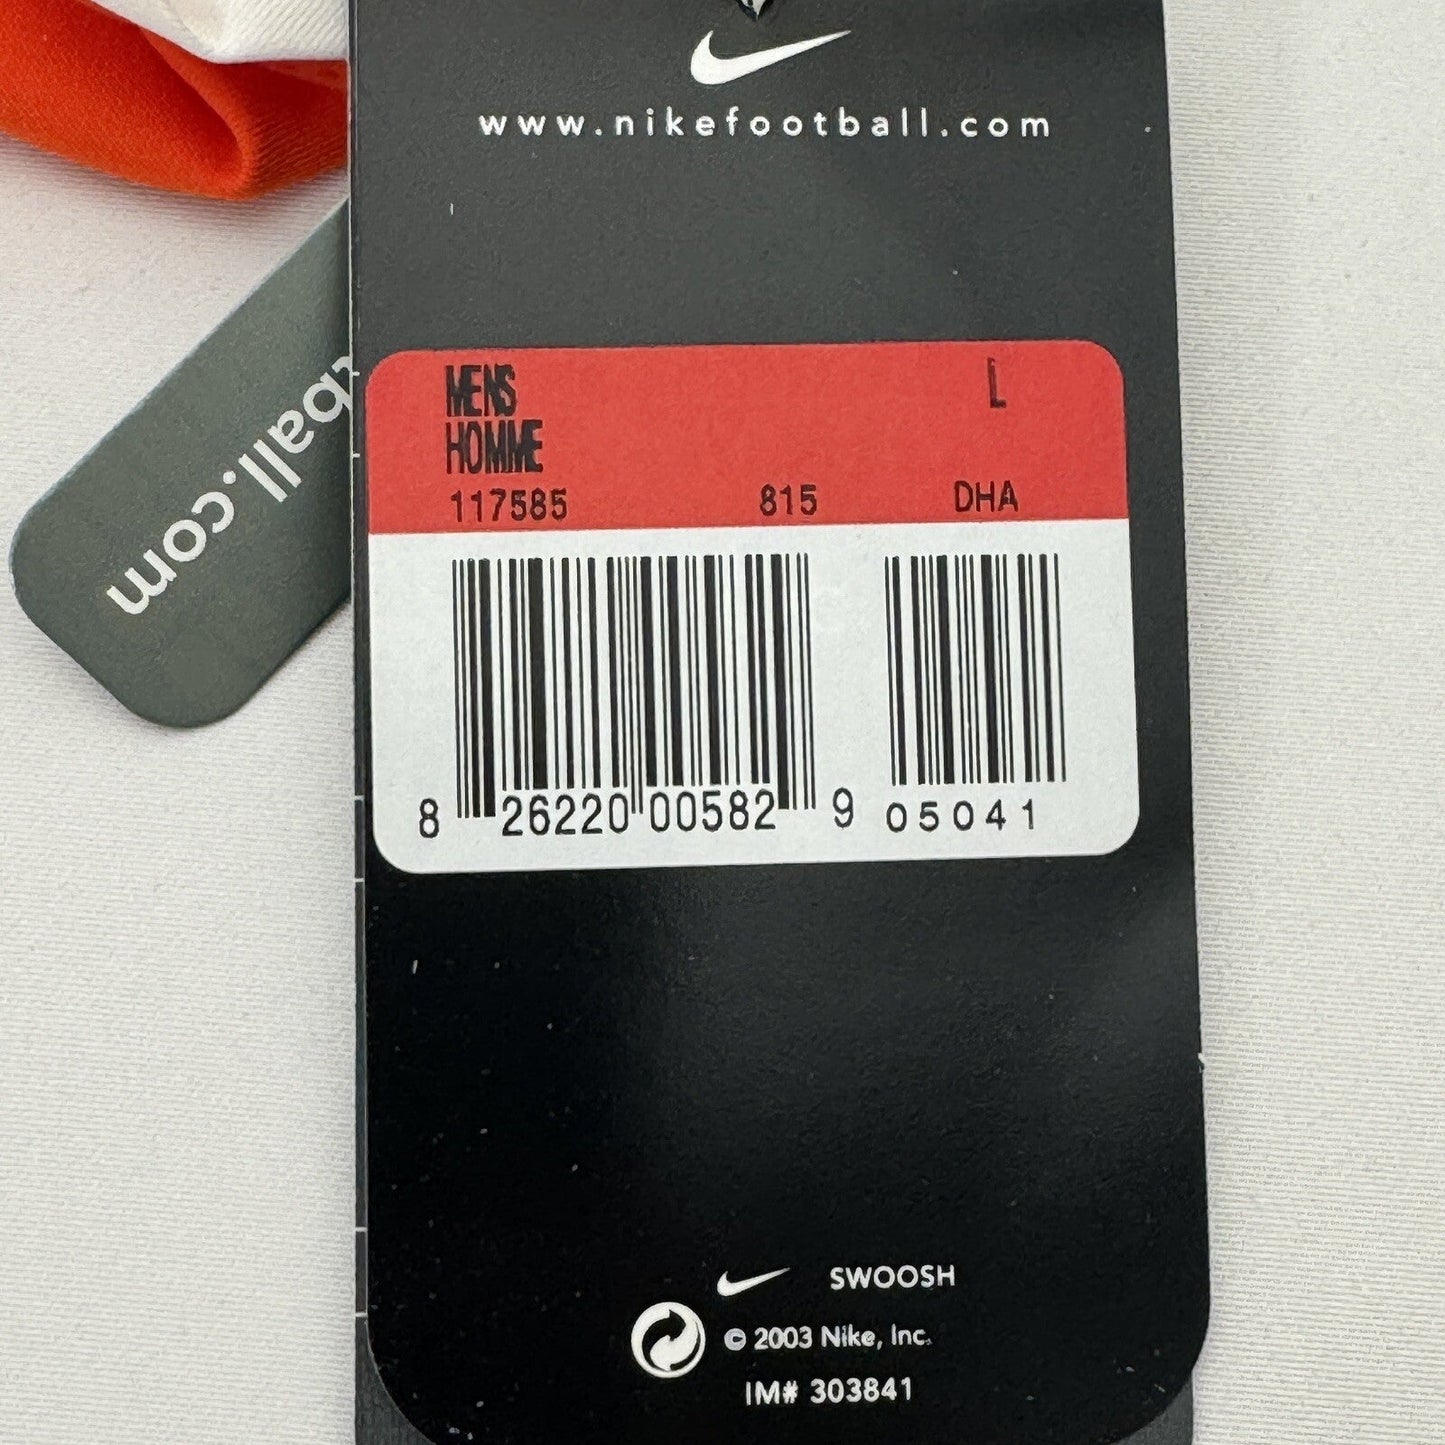 www.nikefootball.com
MENS L
HOMME
117585 815 DHA
8 26220 00582 9 05041
SWOOSH
© 2003 Nike, Inc.
IM# 303841
tball.com